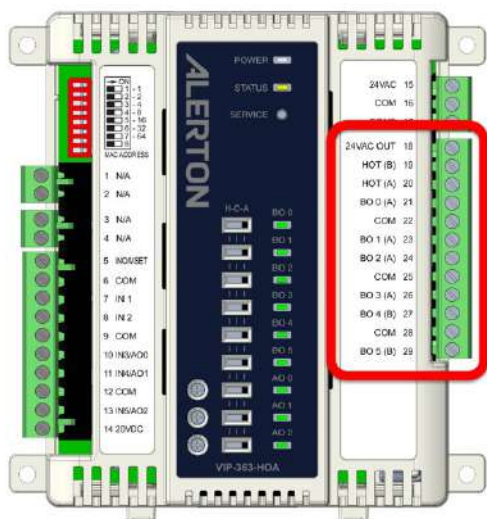 ON
1 - 1
2 - 2
3 - 4
4 - 8
5 - 16
6 - 32
7 - 64
8
MAC ADDRESS
1 N/A
2 N/A
3 N/A
4 N/A
5 IN0/MSET
6 COM
7 IN 1
8 IN 2
9 COM
10 IN3/AO0
11 IN4/AO1
12 COM
13 IN5/AO2
14 20VDC
ALERTON
POWER
STATUS
SERVICE
H-O-A
BO 0
BO 1
BO 2
BO 3
BO 4
BO 5
AO 0
AO 1
AO 2
VIP-363-HOA
24VAC 15
COM 16
24VAC OUT 18
HOT (B) 19
HOT (A) 20
BO 0 (A) 21
COM 22
BO 1 (A) 23
BO 2 (A) 24
COM 25
BO 3 (A) 26
BO 4 (B) 27
COM 28
BO 5 (B) 29